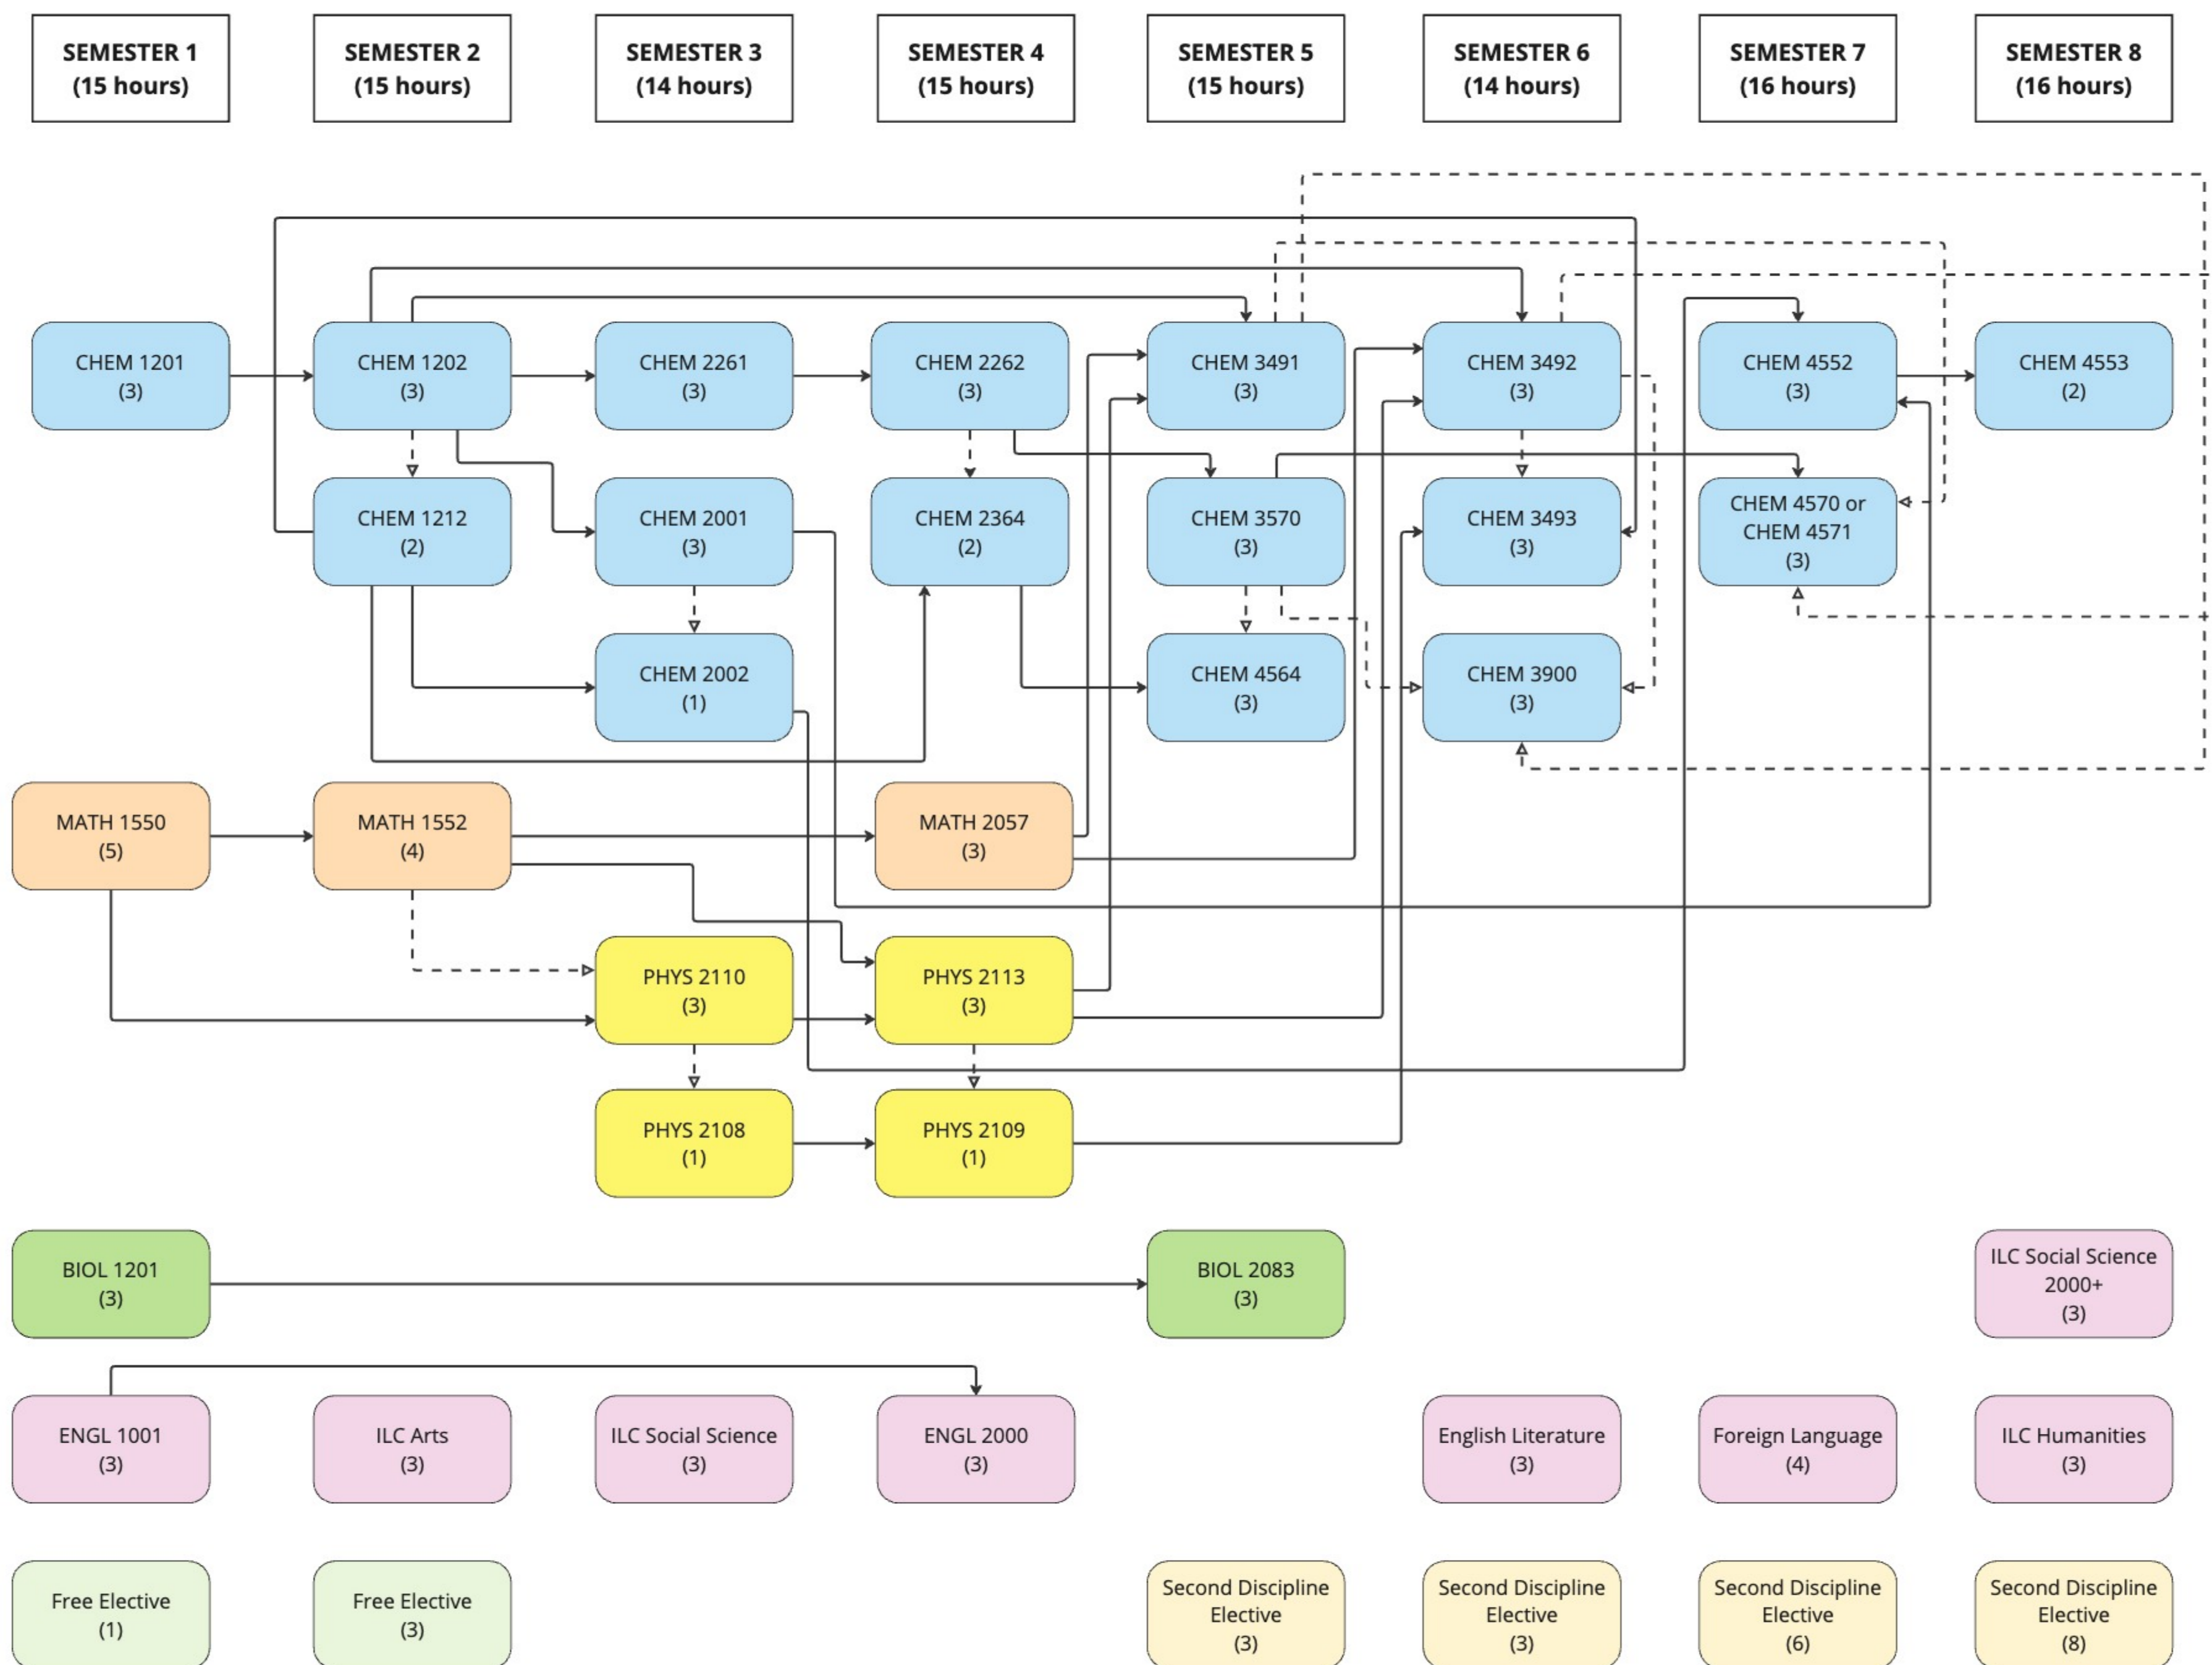 SEMESTER 1
(15 hours)
SEMESTER 2
(15 hours)
SEMESTER 3
(14 hours)
SEMESTER 4
(15 hours)
SEMESTER 5
(15 hours)
SEMESTER 6
(14 hours)
SEMESTER 7
(16 hours)
SEMESTER 8
(16 hours)
CHEM 1201
(3)
CHEM 1202
(3)
CHEM 2261
(3)
CHEM 2262
(3)
CHEM 3491
(3)
CHEM 3492
(3)
CHEM 4552
(3)
CHEM 4553
(2)
CHEM 1212
(2)
CHEM 2001
(3)
CHEM 2364
(2)
CHEM 3570
(3)
CHEM 3493
(3)
CHEM 4570 or
CHEM 4571
(3)
CHEM 2002
(1)
CHEM 4564
(3)
CHEM 3900
(3)
MATH 1550
(5)
MATH 1552
(4)
MATH 2057
(3)
PHYS 2110
(3)
PHYS 2113
(3)
PHYS 2108
(1)
PHYS 2109
(1)
BIOL 1201
(3)
BIOL 2083
(3)
ILC Social Science
2000+
(3)
ENGL 1001
(3)
ILC Arts
(3)
ILC Social Science
(3)
ENGL 2000
(3)
English Literature
(3)
Foreign Language
(4)
ILC Humanities
(3)
Free Elective
(1)
Free Elective
(3)
Second Discipline
Elective
(3)
Second Discipline
Elective
(3)
Second Discipline
Elective
(6)
Second Discipline
Elective
(8)